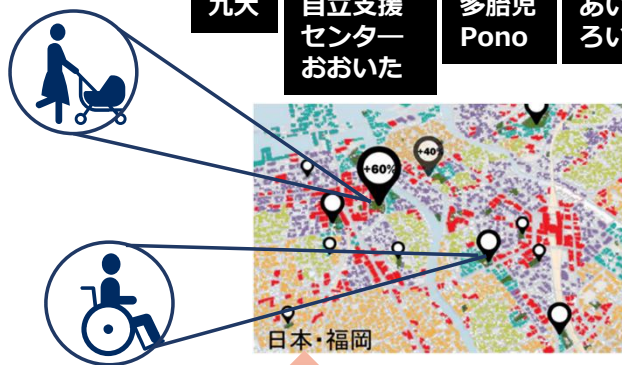 九大
自立支援
センター
おおいた
多胎児
Pono
+60%
+40%
日本・福岡